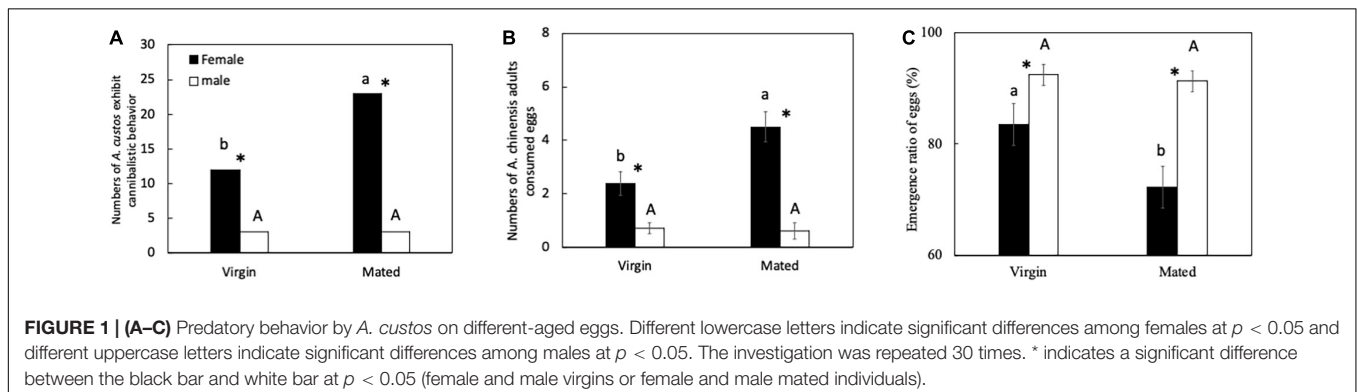 A
30
25
20
15
10
5
0
Numbers of A. custos exhibit
cannibalistic behavior
Female
male
b
*
A
a
*
A
Virgin
Mated
B
8
6
4
2
0
Numbers of A. chinensis adults
consumed eggs
b
*
A
a
*
A
Virgin
Mated
C
100
80
60
Emergence ratio of eggs (%)
a
*
A
b
*
A
Virgin
Mated
FIGURE 1 | (A–C) Predatory behavior by A. custos on different-aged eggs. Different lowercase letters indicate significant differences among females at p < 0.05 and
different uppercase letters indicate significant differences among males at p < 0.05. The investigation was repeated 30 times. * indicates a significant difference
between the black bar and white bar at p < 0.05 (female and male virgins or female and male mated individuals).